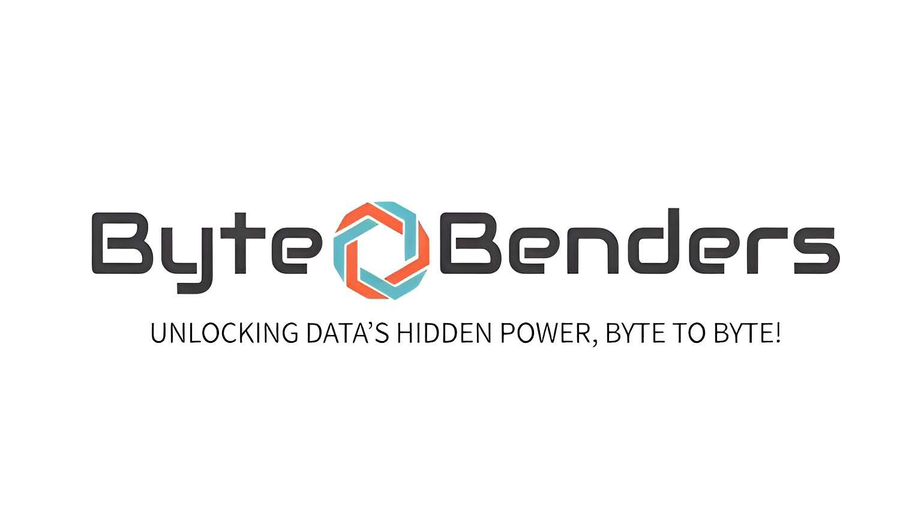 Byte Benders
UNLOCKING DATA’S HIDDEN POWER, BYTE TO BYTE!